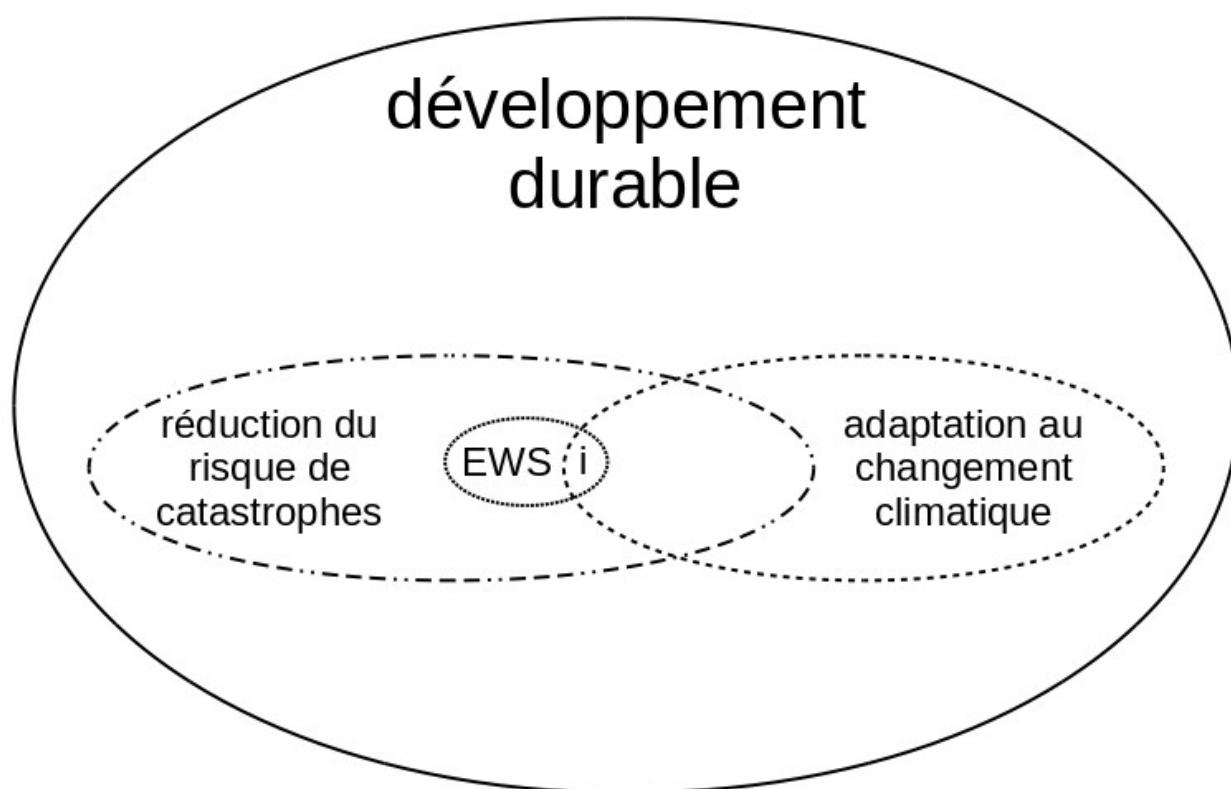 développement
durable
réduction du
risque de
catastrophes
EWS i
adaptation au
changement
climatique